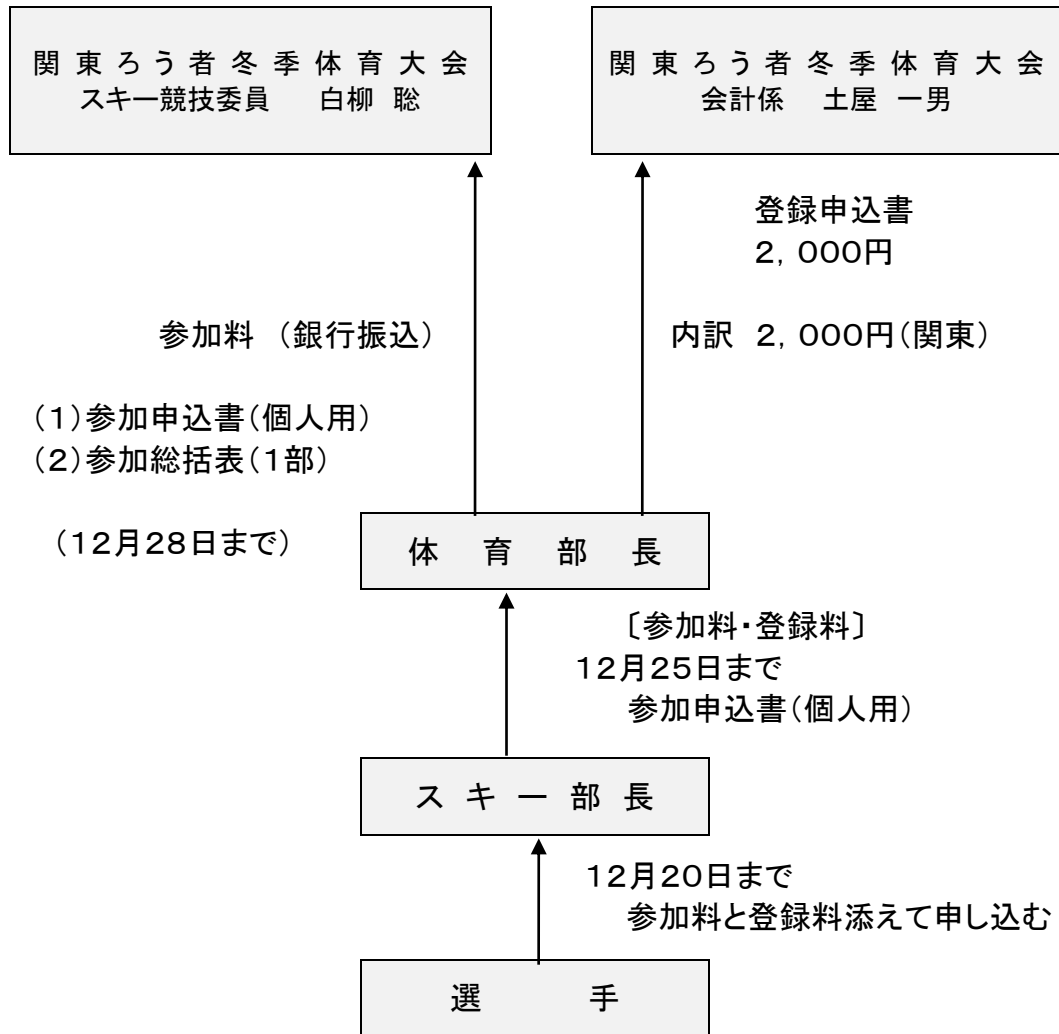 関東ろう者冬季体育大会
スキー競技委員　白柳　聡
関東ろう者冬季体育大会
会計係　土屋　一男
登録申込書
２，０００円
参加料　（銀行振込）
内訳　２，０００円（関東）
（１）参加申込書（個人用）
（２）参加総括表（１部）
（１２月２８日まで）
体育部長
〔参加料・登録料〕
１２月２５日まで
参加申込書（個人用）
スキー部長
１２月２０日まで
参加料と登録料添えて申し込む
選手